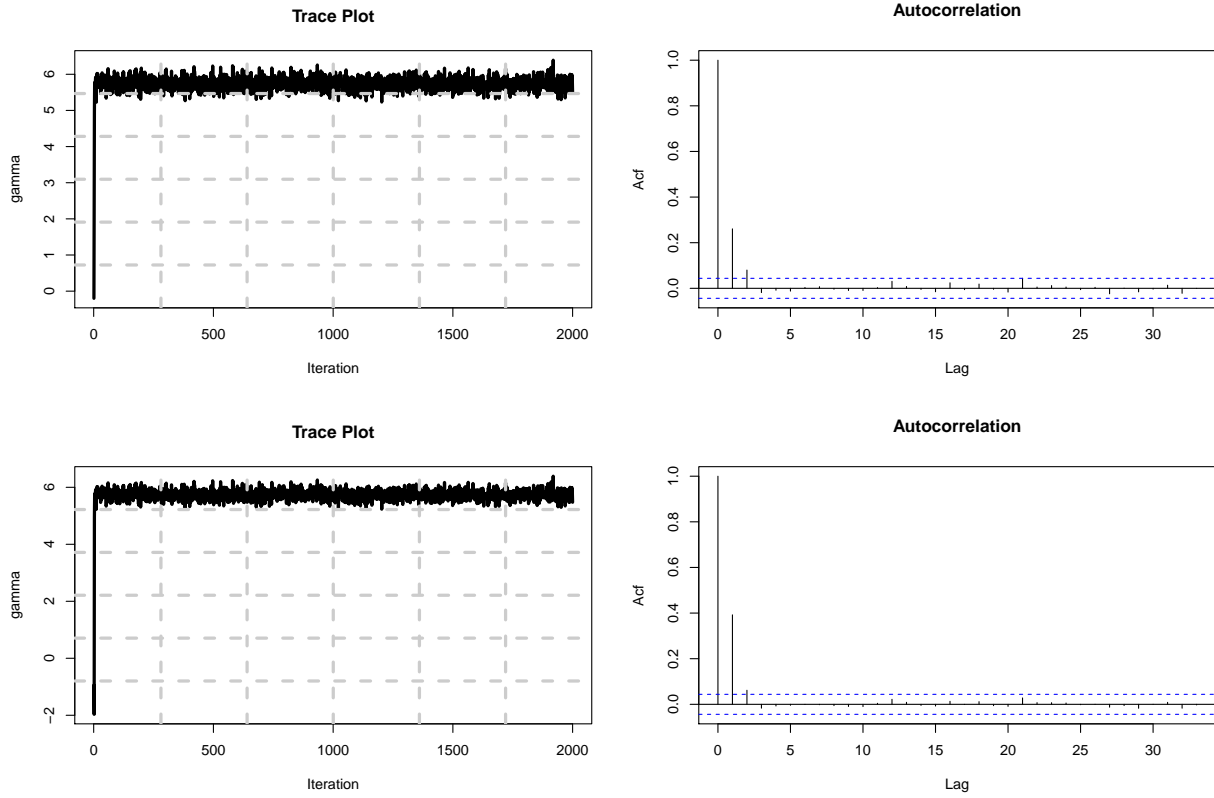 Trace Plot
gamma
0 1 2 3 4 5 6
0 500 1000 1500 2000
Iteration
Autocorrelation
Acf
0.0 0.2 0.4 0.6 0.8 1.0
0 5 10 15 20 25 30
Lag
Trace Plot
gamma
−2 0 2 4 6
0 500 1000 1500 2000
Iteration
Autocorrelation
Acf
0.0 0.2 0.4 0.6 0.8 1.0
0 5 10 15 20 25 30
Lag